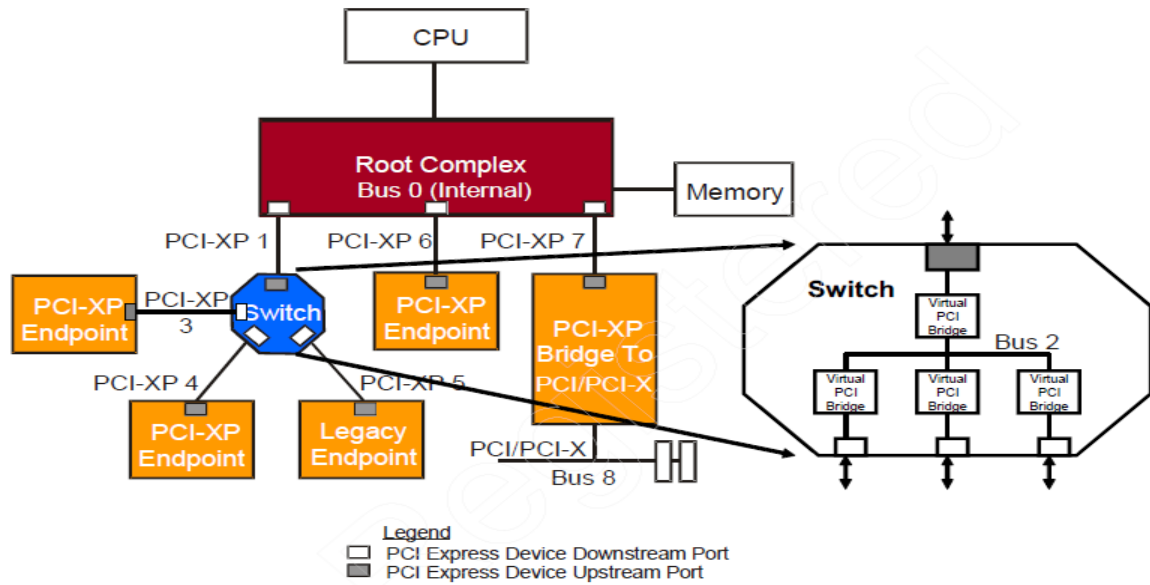 CPU
Root Complex
Bus 0 (Internal)
Memory
PCI-XP 1
PCI-XP 6
PCI-XP 7
PCI-XP
Endpoint
PCI-XP
3
Switch
PCI-XP
Endpoint
PCI-XP
Bridge To
PCI/PCI-X
PCI-XP 4
PCI-XP 5
PCI-XP
Endpoint
Legacy
Endpoint
PCI/PCI-X
Bus 8
Switch
Virtual
PCI
Bridge
Bus 2
Virtual
PCI
Bridge
Virtual
PCI
Bridge
Virtual
PCI
Bridge
Legend
PCI Express Device Downstream Port
PCI Express Device Upstream Port
Registered